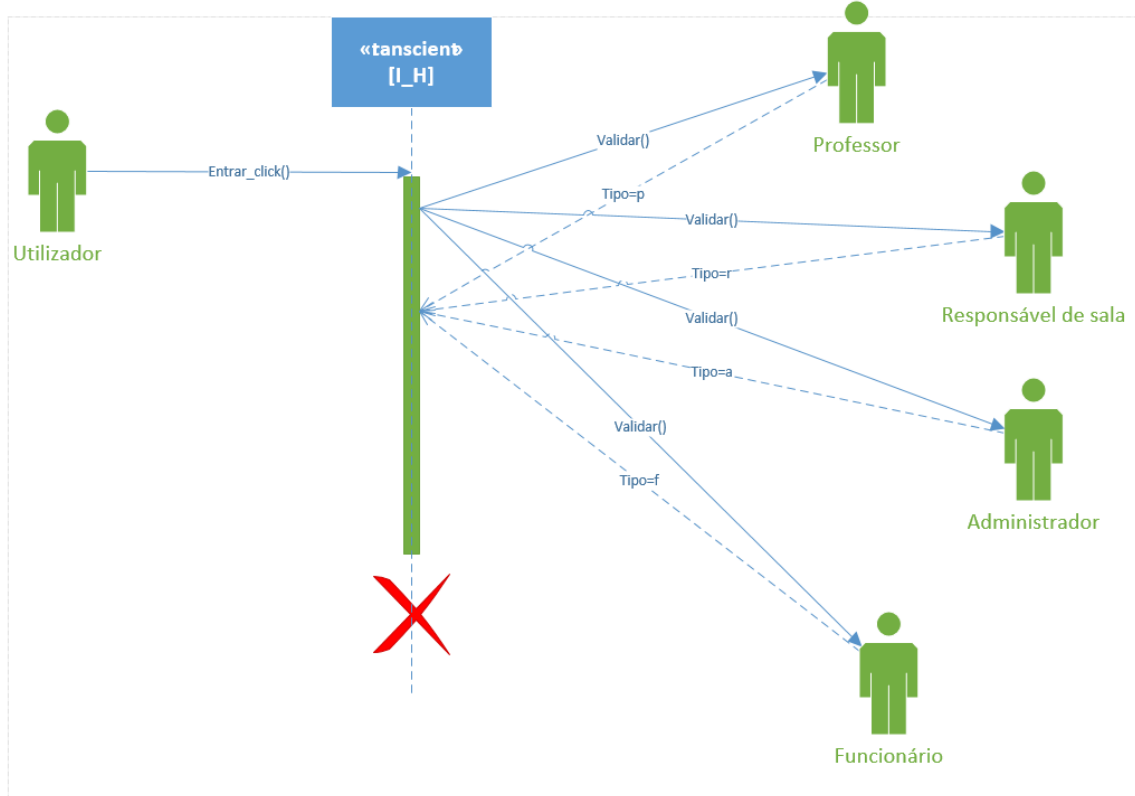 «tanscient»
[I_H]
Professor
Validar()
Entrar_click()
Tipo=p
Validar()
Utilizador
Tipo=r
Responsável de sala
Validar()
Tipo=a
Validar()
Tipo=f
Administrador
Funcionário